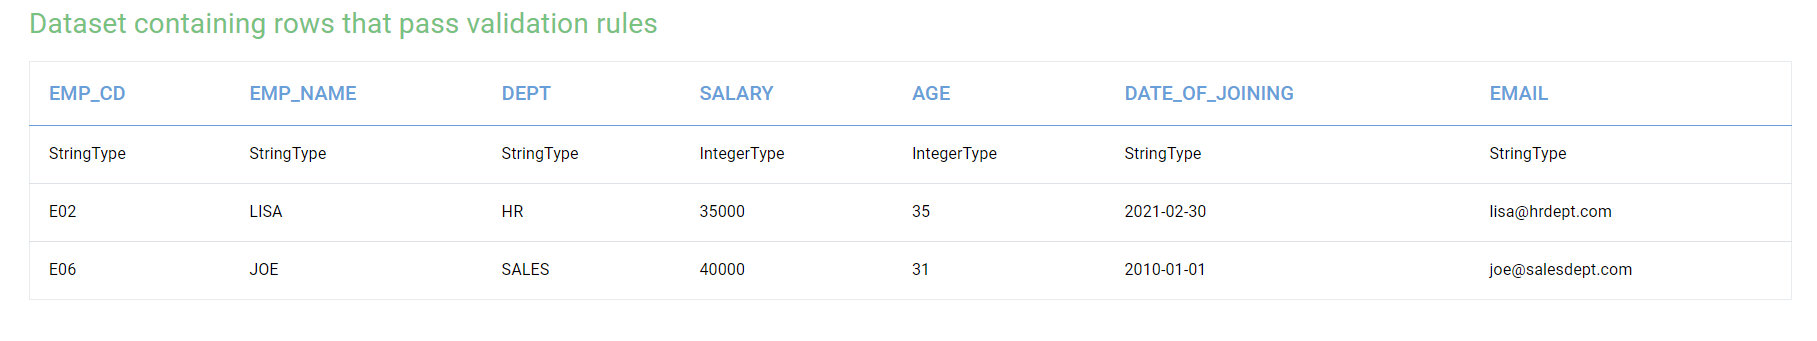 Dataset containing rows that pass validation rules
EMP_CD EMP_NAME DEPT SALARY AGE DATE_OF_JOINING EMAIL
StringType StringType StringType IntegerType IntegerType StringType StringType
E02 LISA HR 35000 35 2021-02-30 lisa@hrdept.com
E06 JOE SALES 40000 31 2010-01-01 joe@salesdept.com